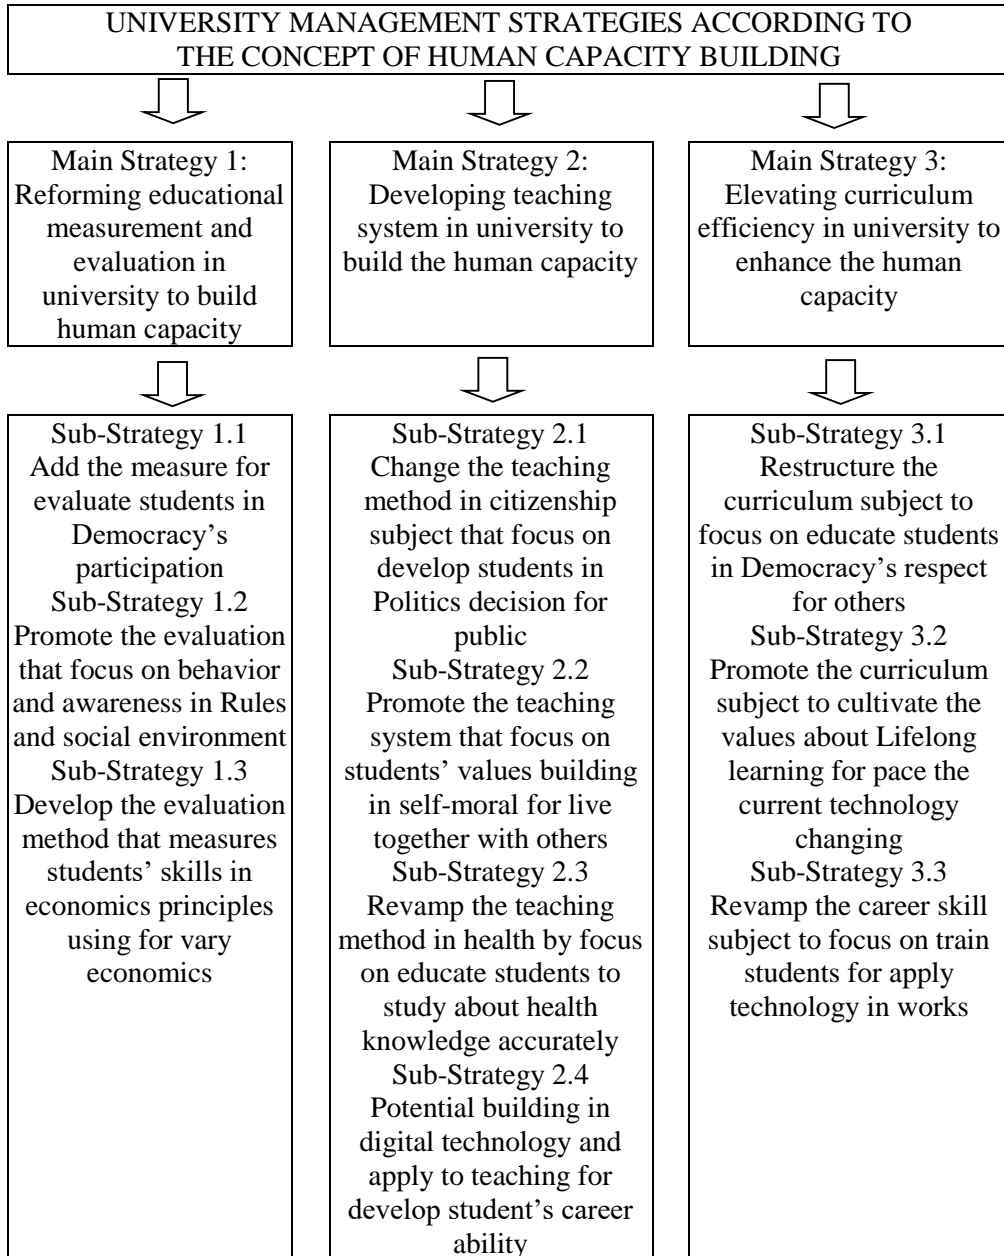 UNIVERSITY MANAGEMENT STRATEGIES ACCORDING TO
THE CONCEPT OF HUMAN CAPACITY BUILDING
Main Strategy 1:
Reforming educational
measurement and
evaluation in
university to build
human capacity
Main Strategy 2:
Developing teaching
system in university to
build the human capacity
Main Strategy 3:
Elevating curriculum
efficiency in university to
enhance the human
capacity
Sub-Strategy 1.1
Add the measure for
evaluate students in
Democracy’s
participation
Sub-Strategy 1.2
Promote the evaluation
that focus on behavior
and awareness in Rules
and social environment
Sub-Strategy 1.3
Develop the evaluation
method that measures
students’ skills in
economics principles
using for vary
economics
Sub-Strategy 2.1
Change the teaching
method in citizenship
subject that focus on
develop students in
Politics decision for
public
Sub-Strategy 2.2
Promote the teaching
system that focus on
students’ values building
in self-moral for live
together with others
Sub-Strategy 2.3
Revamp the teaching
method in health by focus
on educate students to
study about health
knowledge accurately
Sub-Strategy 2.4
Potential building in
digital technology and
apply to teaching for
develop student’s career
ability
Sub-Strategy 3.1
Restructure the
curriculum subject to
focus on educate students
in Democracy’s respect
for others
Sub-Strategy 3.2
Promote the curriculum
subject to cultivate the
values about Lifelong
learning for pace the
current technology
changing
Sub-Strategy 3.3
Revamp the career skill
subject to focus on train
students for apply
technology in works